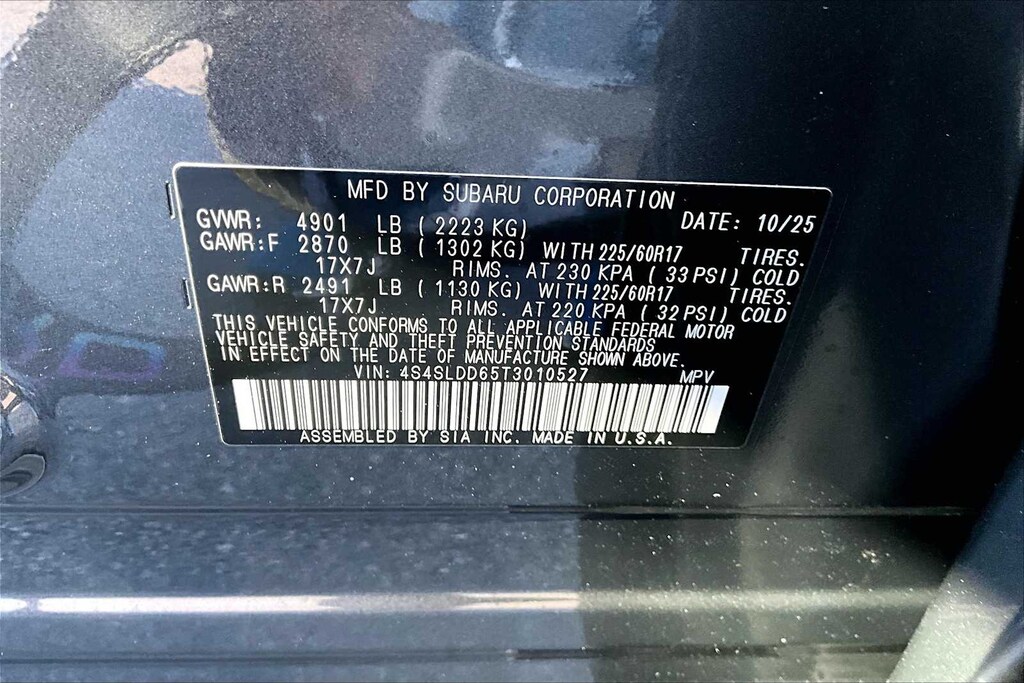 MFD BY SUBARU CORPORATION
GVWR: 4901 LB ( 2223 KG) DATE: 10/25
GAWR:F 2870 LB ( 1302 KG) WITH 225/60R17 TIRES.
17X7J RIMS. AT 230 KPA ( 33 PSI) COLD
GAWR:R 2491 LB ( 1130 KG) WITH 225/60R17 TIRES.
17X7J RIMS. AT 220 KPA ( 32 PSI) COLD
THIS VEHICLE CONFORMS TO ALL APPLICABLE FEDERAL MOTOR
VEHICLE SAFETY AND THEFT PREVENTION STANDARDS
IN EFFECT ON THE DATE OF MANUFACTURE SHOWN ABOVE.
VIN: 4S4SLDD65T3010527 MPV
ASSEMBLED BY SIA INC. MADE IN U.S.A.